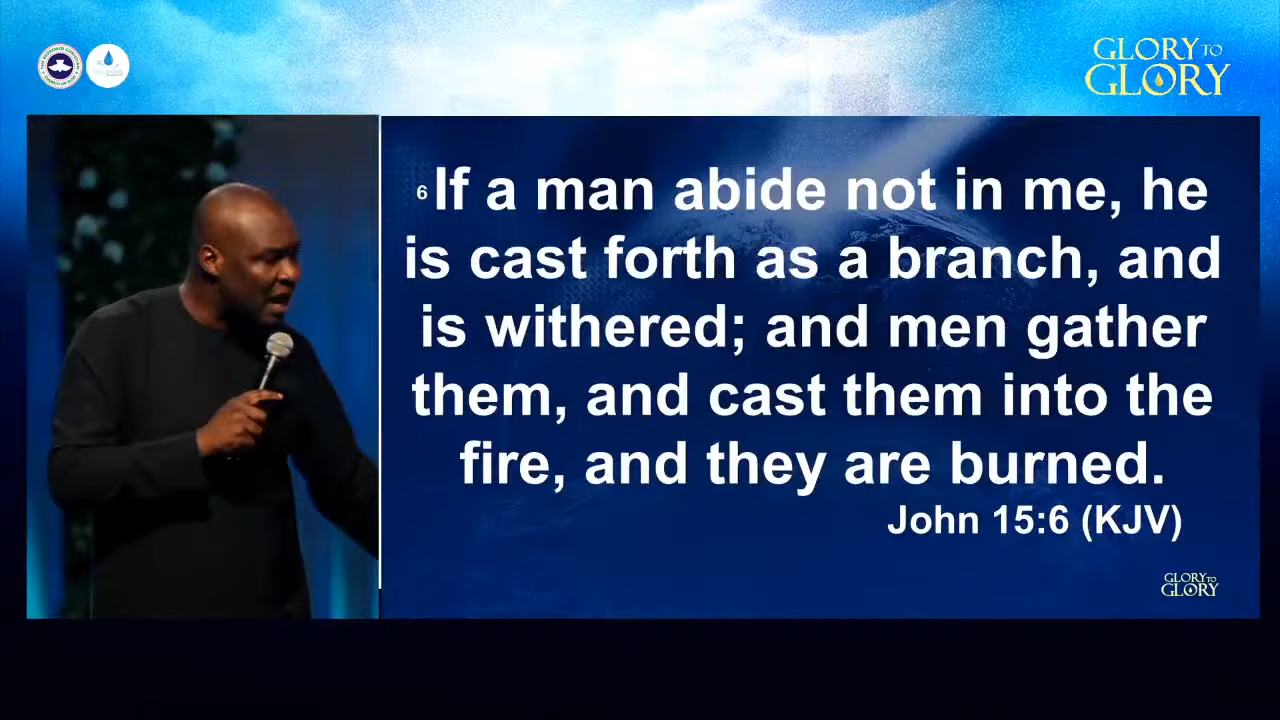 GLORY TO
GLORY
6 If a man abide not in me, he
is cast forth as a branch, and
is withered; and men gather
them, and cast them into the
fire, and they are burned.
John 15:6 (KJV)
GLORY TO
GLORY